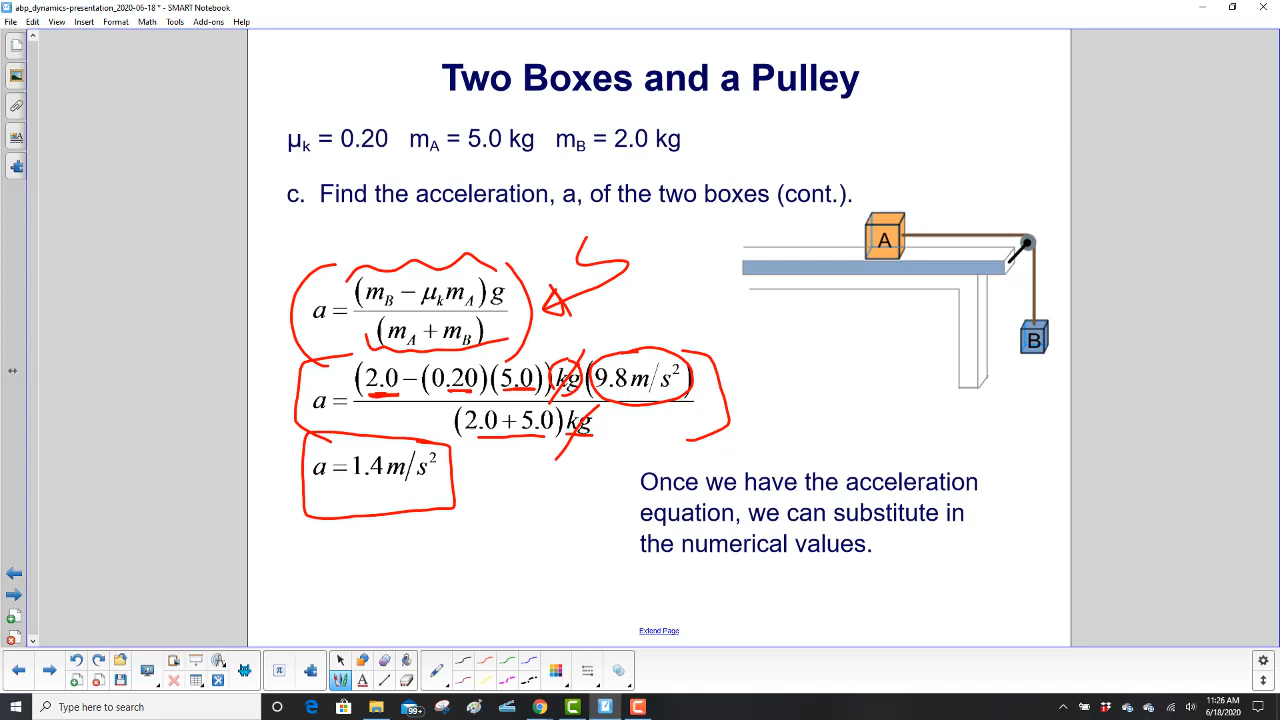 abp_dynamics-presentation_2020-06-18 * - SMART Notebook
File Edit View Insert Format Math Tools Add-ons Help
Two Boxes and a Pulley
μk = 0.20 mA = 5.0 kg mB = 2.0 kg
c. Find the acceleration, a, of the two boxes (cont.).
A
B
a = (mB − μk mA) g / (mA + mB)
a = (2.0 − (0.20)(5.0)) kg (9.8 m/s²) / (2.0 + 5.0) kg
a = 1.4 m/s²
Once we have the acceleration
equation, we can substitute in
the numerical values.
Extend Page
Type here to search
99+
11:26 AM
6/18/2020